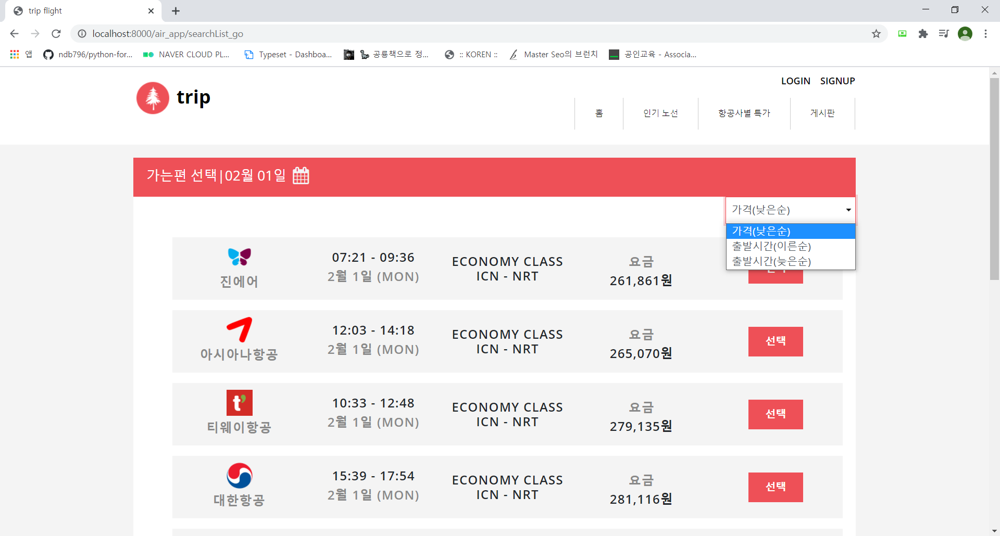 trip flight
localhost:8000/air_app/searchList_go
앱
ndb796/python-for...
NAVER CLOUD PL...
Typeset - Dashboa...
공룡책으로 정...
:: KOREN ::
Master Seo의 브런치
공인교육 - Associa...
LOGIN SIGNUP
trip
홈
인기 노선
항공사별 특가
게시판
가는편 선택|02월 01일
가격(낮은순)
가격(낮은순)
출발시간(이른순)
출발시간(늦은순)
진에어
07:21 - 09:36
2월 1일 (MON)
ECONOMY CLASS
ICN - NRT
요금
261,861원
아시아나항공
12:03 - 14:18
2월 1일 (MON)
ECONOMY CLASS
ICN - NRT
요금
265,070원
선택
t'
티웨이항공
10:33 - 12:48
2월 1일 (MON)
ECONOMY CLASS
ICN - NRT
요금
279,135원
선택
대한항공
15:39 - 17:54
2월 1일 (MON)
ECONOMY CLASS
ICN - NRT
요금
281,116원
선택